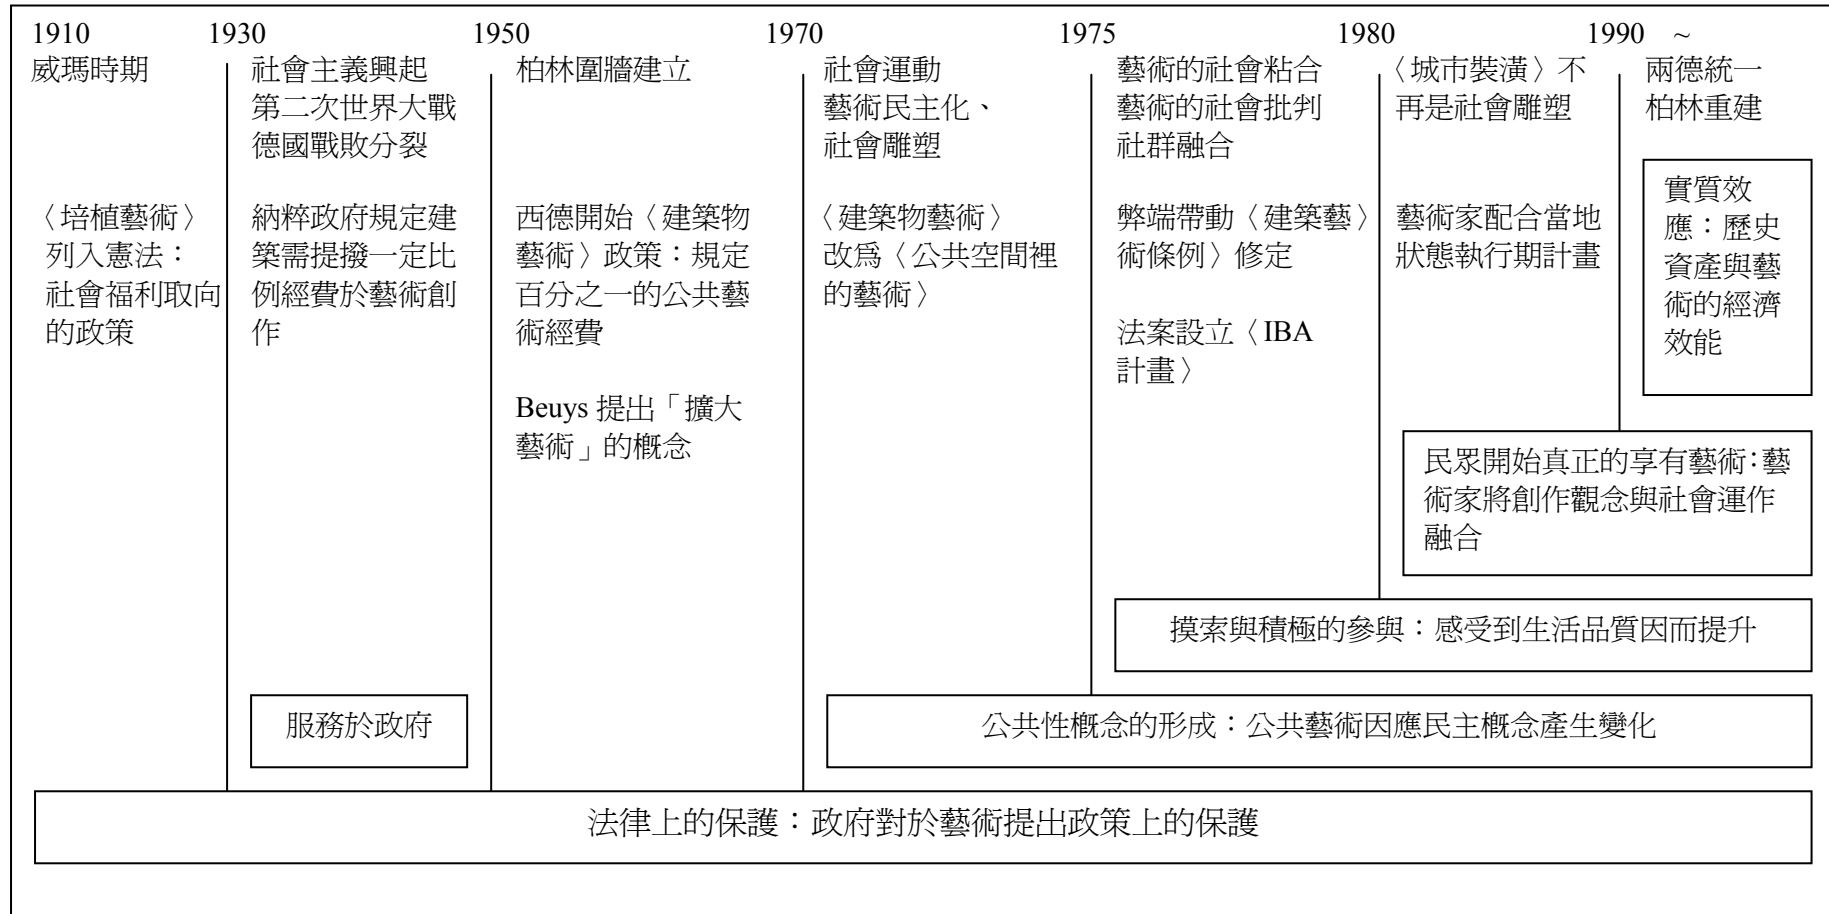 1910 1930 1950 1970 1975 1980 1990 ~
威瑪時期
〈培植藝術〉
列入憲法：
社會福利取向
的政策
社會主義興起
第二次世界大戰
德國戰敗分裂
納粹政府規定建
築需提撥一定比
例經費於藝術創
作
柏林圍牆建立
西德開始〈建築物
藝術〉政策：規定
百分之一的公共藝
術經費
Beuys 提出「擴大
藝術」的概念
社會運動
藝術民主化、
社會雕塑
〈建築物藝術〉
改為〈公共空間裡
的藝術〉
藝術的社會粘合
藝術的社會批判
社群融合
弊端帶動〈建築藝〉
術條例〉修定
法案設立〈IBA
計畫〉
〈城市裝潢〉不
再是社會雕塑
藝術家配合當地
狀態執行期計畫
兩德統一
柏林重建
實質效
應：歷史
資產與藝
術的經濟
效能
民眾開始真正的享有藝術：藝
術家將創作觀念與社會運作
融合
摸索與積極的參與：感受到生活品質因而提升
服務於政府
公共性概念的形成：公共藝術因應民主概念產生變化
法律上的保護：政府對於藝術提出政策上的保護